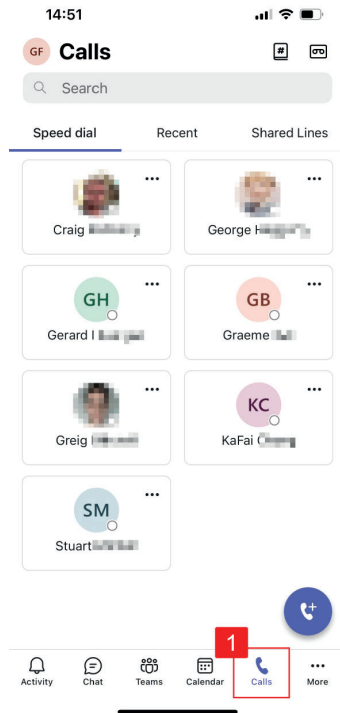 14:51
GF Calls
Search
Speed dial Recent Shared Lines
Craig
George
GH GB
Gerard
Graeme
KC
Greig
KaFai
SM
Stuart
1
Activity Chat Teams Calendar Calls More